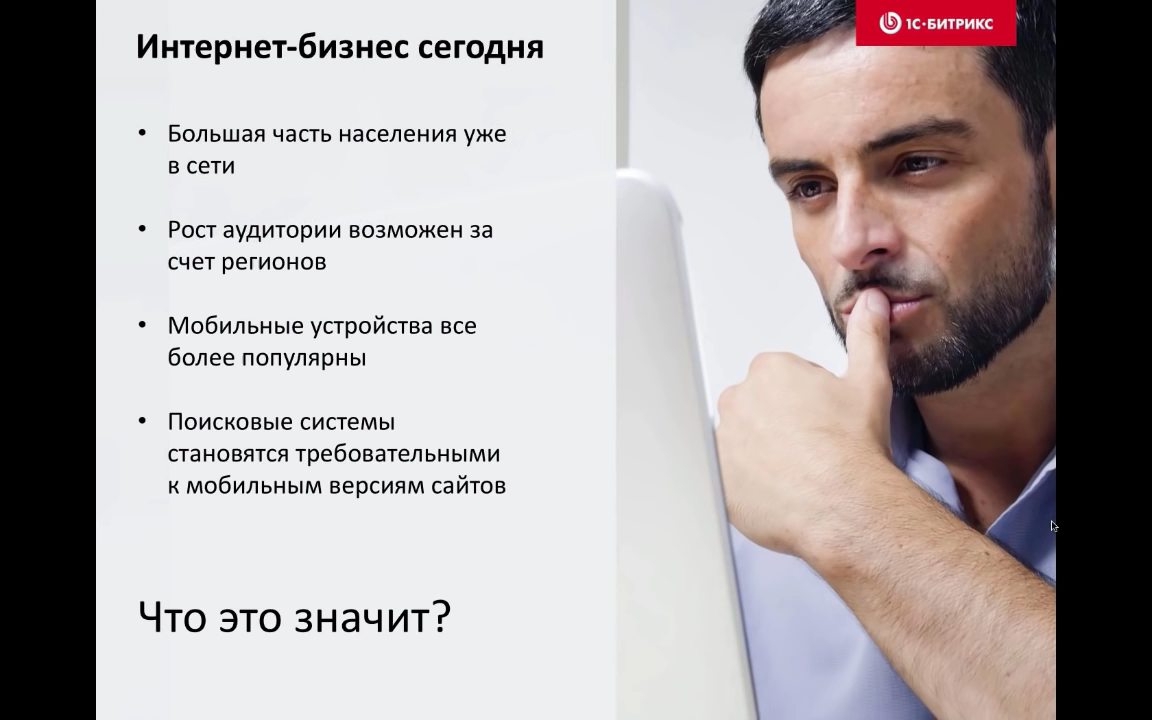 1С-БИТРИКС
Интернет-бизнес сегодня
• Большая часть населения уже
в сети
• Рост аудитории возможен за
счет регионов
• Мобильные устройства все
более популярны
• Поисковые системы
становятся требовательными
к мобильным версиям сайтов
Что это значит?